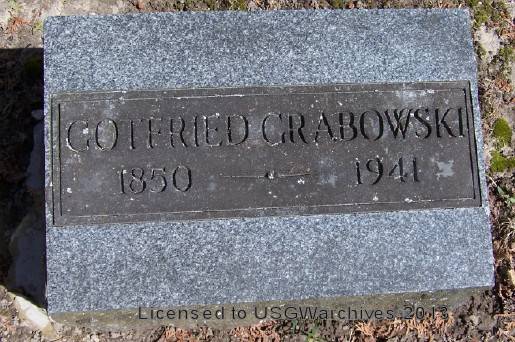 GOTFRIED GRABOWSKI
1850 1941
Licensed to USGWarchives 2013